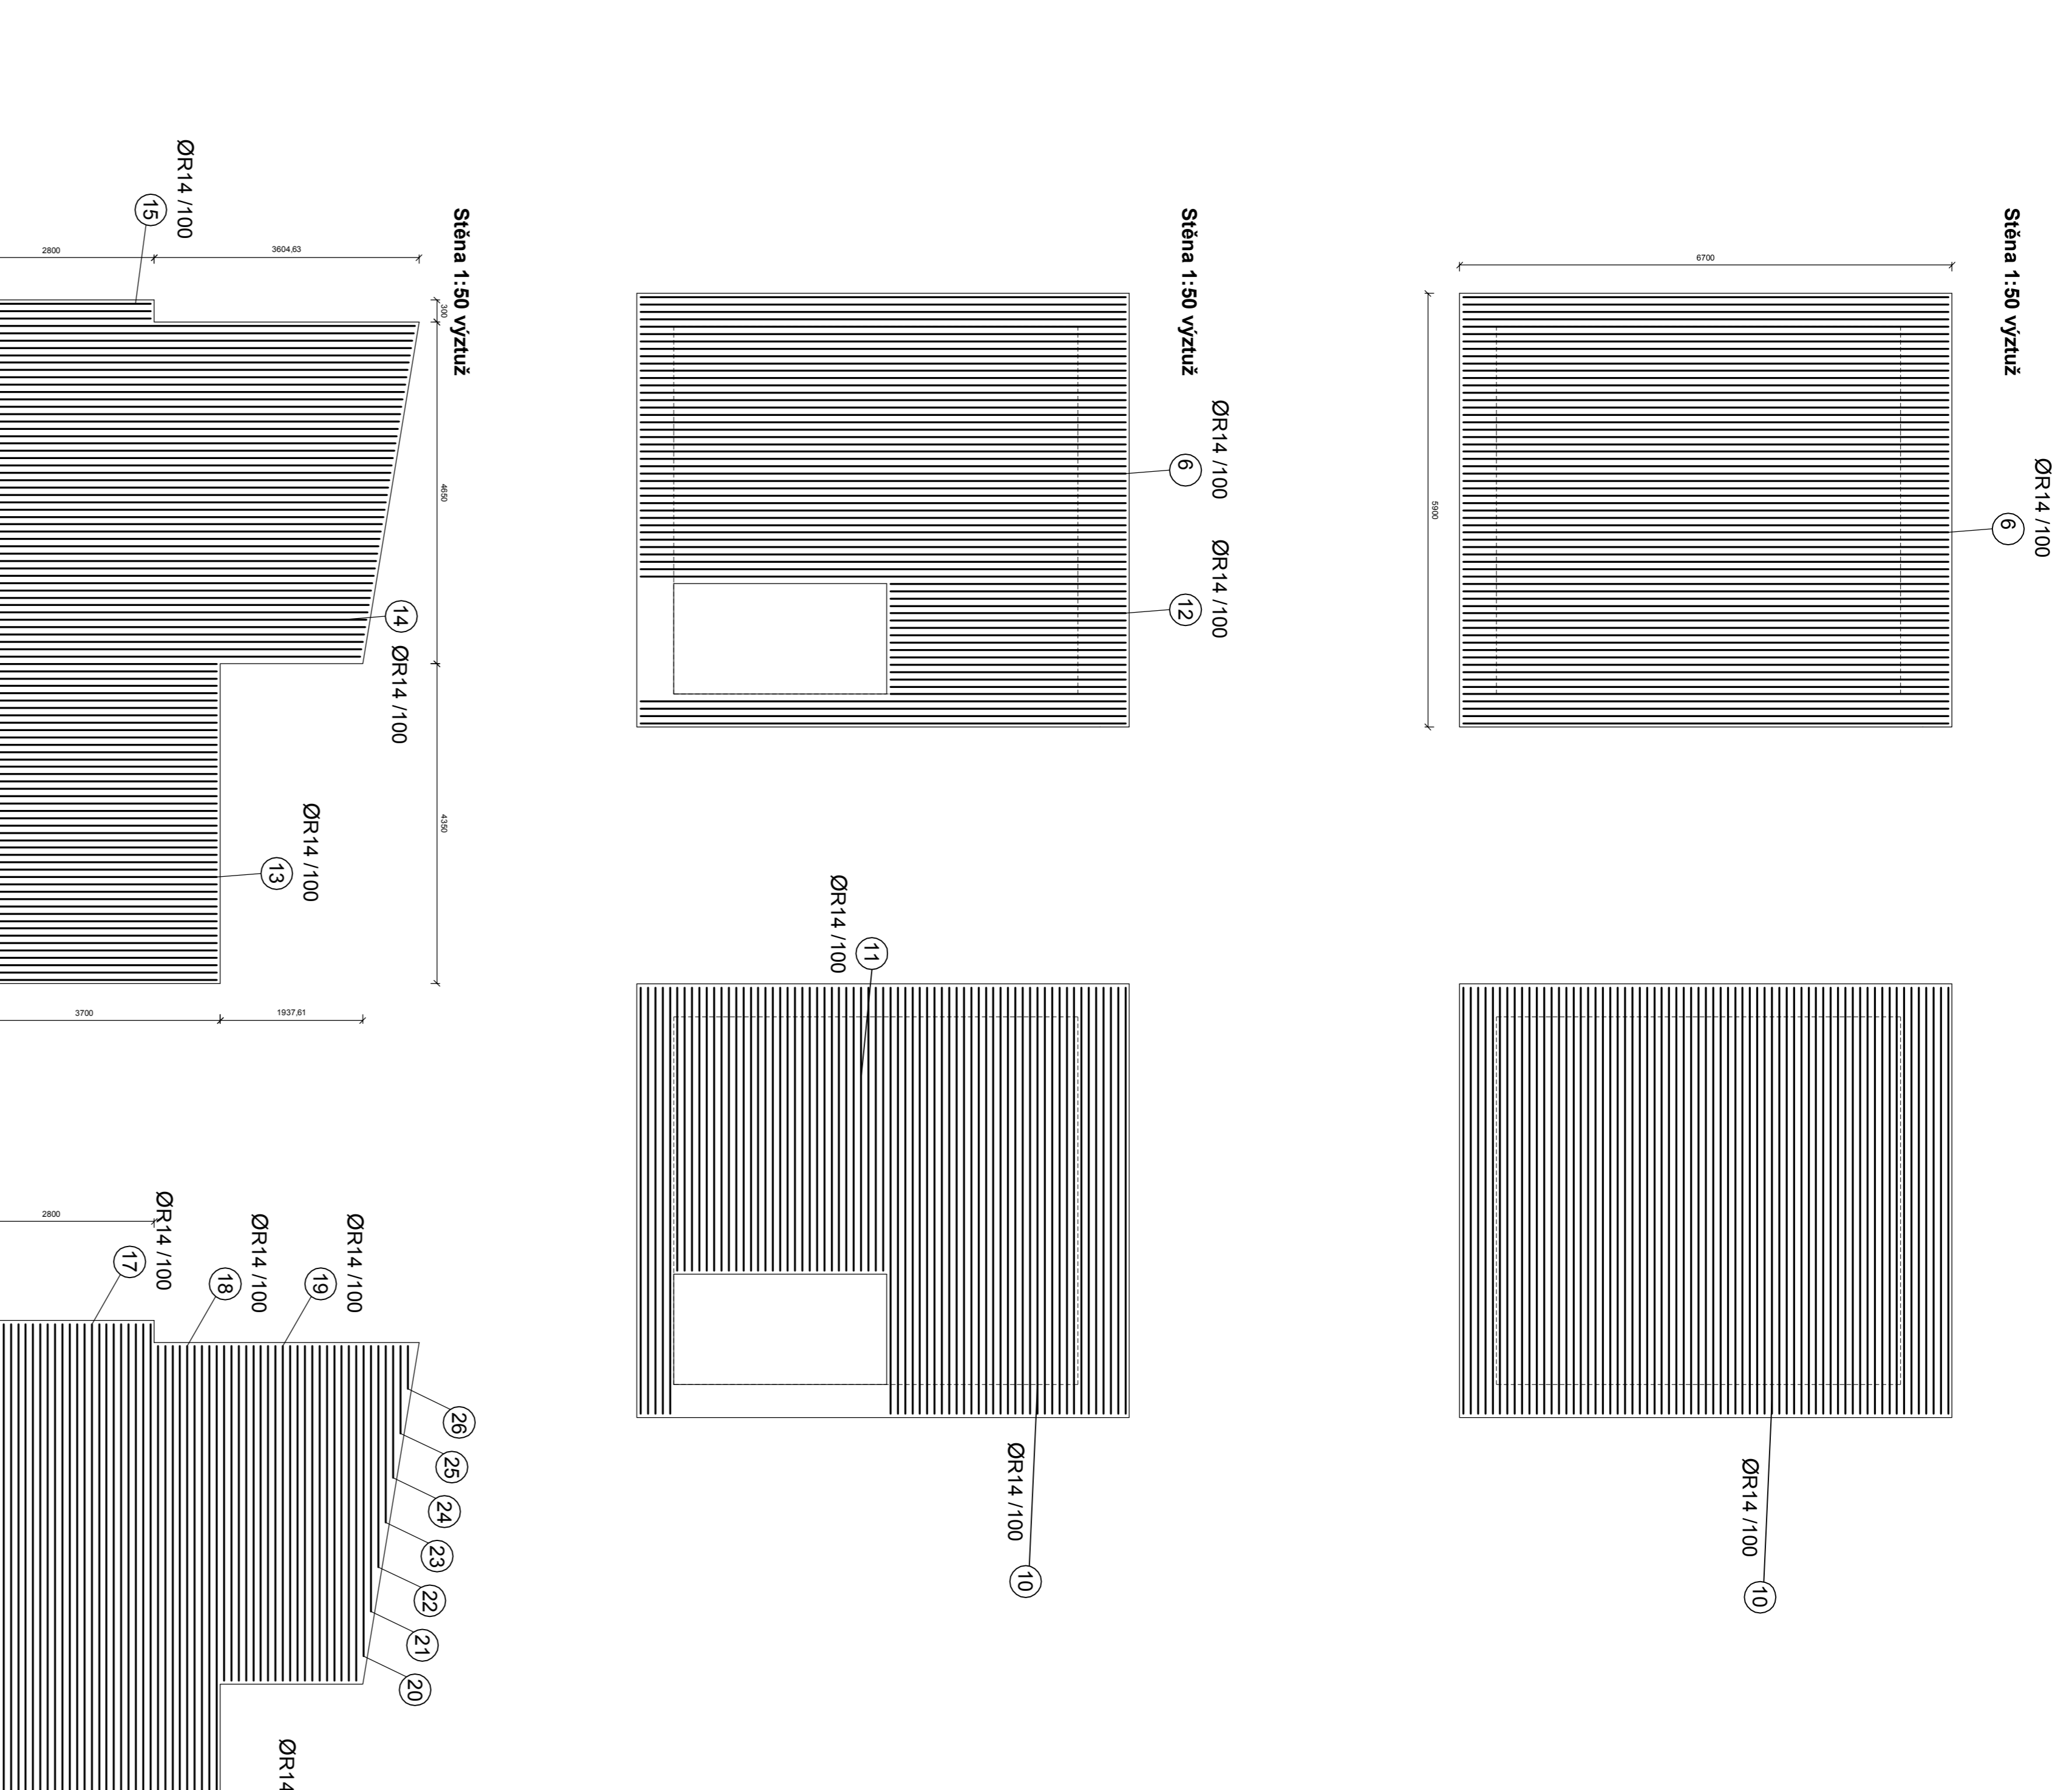 Stěna 1:50 výztuž
ØR14 /100
6
6700
5900
ØR14 /100
10
Stěna 1:50 výztuž
ØR14 /100
6
ØR14 /100
12
ØR14 /100
11
ØR14 /100
10
Stěna 1:50 výztuž
ØR14 /100
15
2800
3604,63
300
4650
4350
14
ØR14 /100
ØR14 /100
13
3700
1937,61
2800
ØR14 /100
17
ØR14 /100
18
ØR14 /100
19
26
25
24
23
22
21
20
ØR14